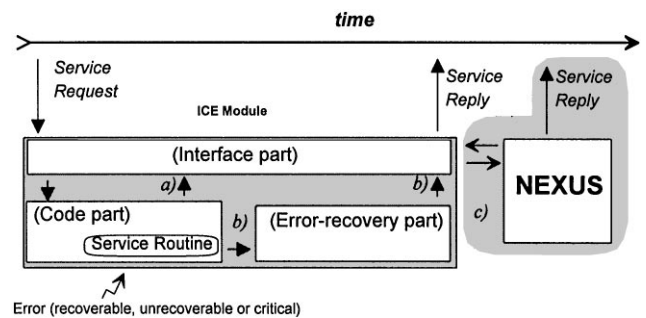 time
Service
Request
ICE Module
Service
Reply
Service
Reply
(Interface part)
a)
b)
(Code part)
Service Routine
b)
(Error-recovery part)
c)
NEXUS
Error (recoverable, unrecoverable or critical)